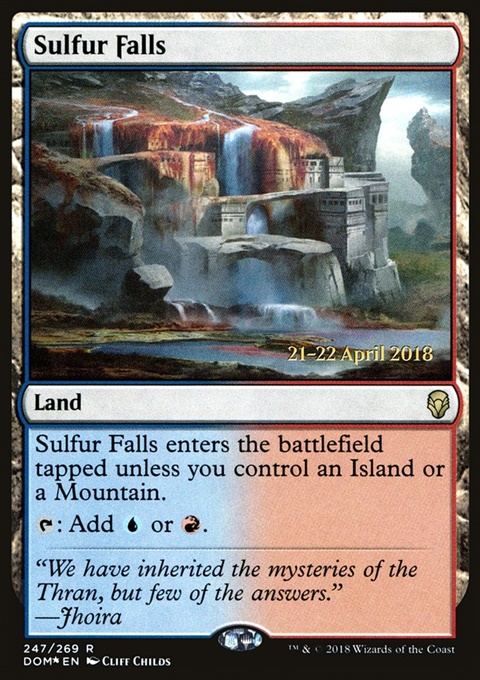 Sulfur Falls
21–22 April 2018
Land
Sulfur Falls enters the battlefield
tapped unless you control an Island or
a Mountain.
: Add or .
“We have inherited the mysteries of the
Thran, but few of the answers.”
—Jhoira
247/269 R
DOM★EN Cliff Childs
™ & © 2018 Wizards of the Coast